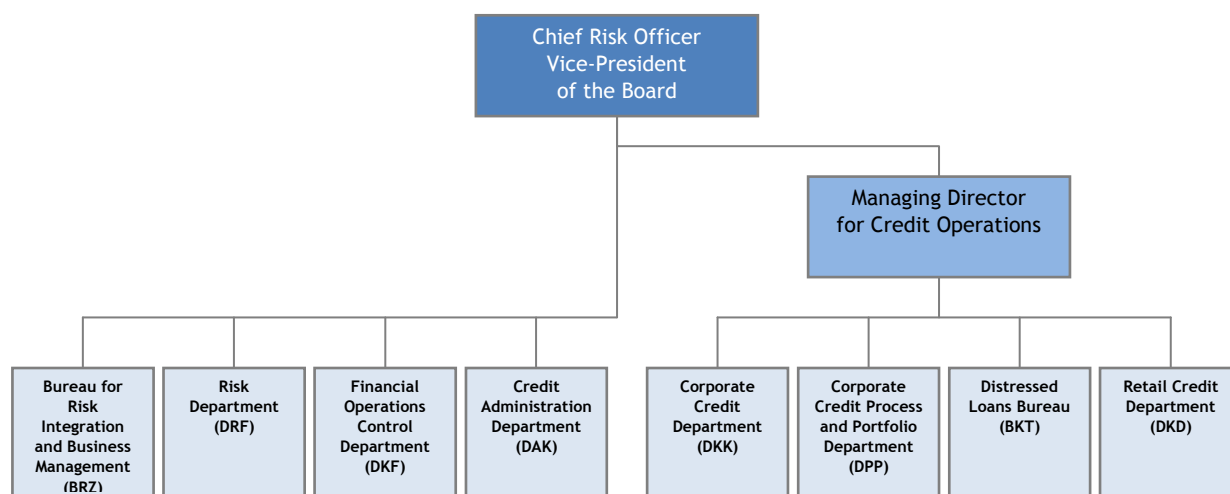 Chief Risk Officer
Vice-President
of the Board
Managing Director
for Credit Operations
Bureau for
Risk
Integration
and Business
Management
(BRZ)
Risk
Department
(DRF)
Financial
Operations
Control
Department
(DKF)
Credit
Administration
Department
(DAK)
Corporate
Credit
Department
(DKK)
Corporate
Credit Process
and Portfolio
Department
(DPP)
Distressed
Loans Bureau
(BKT)
Retail Credit
Department
(DKD)